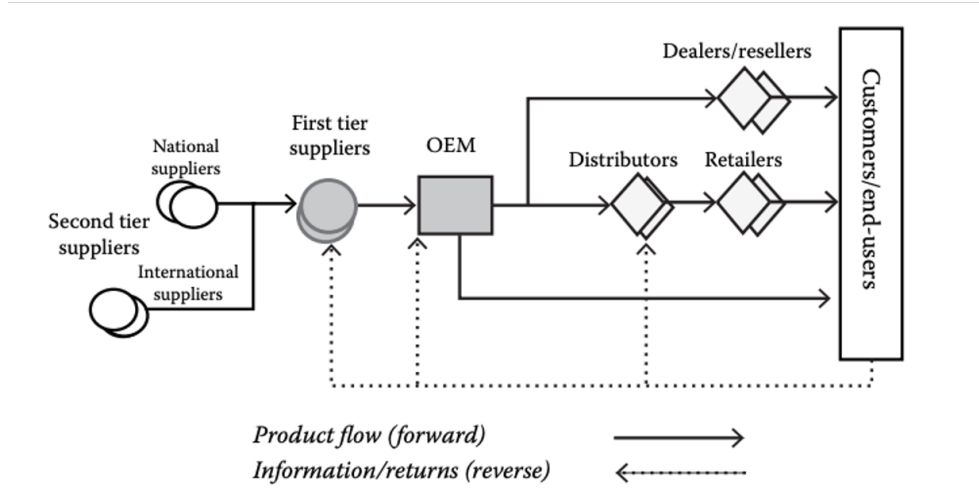 Dealers/resellers
Customers/end-users
First tier
suppliers
OEM
National
suppliers
Distributors
Retailers
Second tier
suppliers
International
suppliers
Product flow (forward)
Information/returns (reverse)